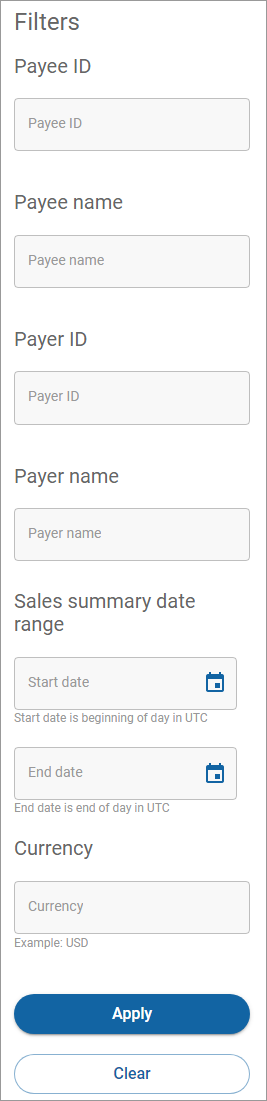 Filters
Payee ID
Payee ID
Payee name
Payee name
Payer ID
Payer ID
Payer name
Payer name
Sales summary date
range
Start date
Start date is beginning of day in UTC
End date
End date is end of day in UTC
Currency
Currency
Example: USD
Apply
Clear